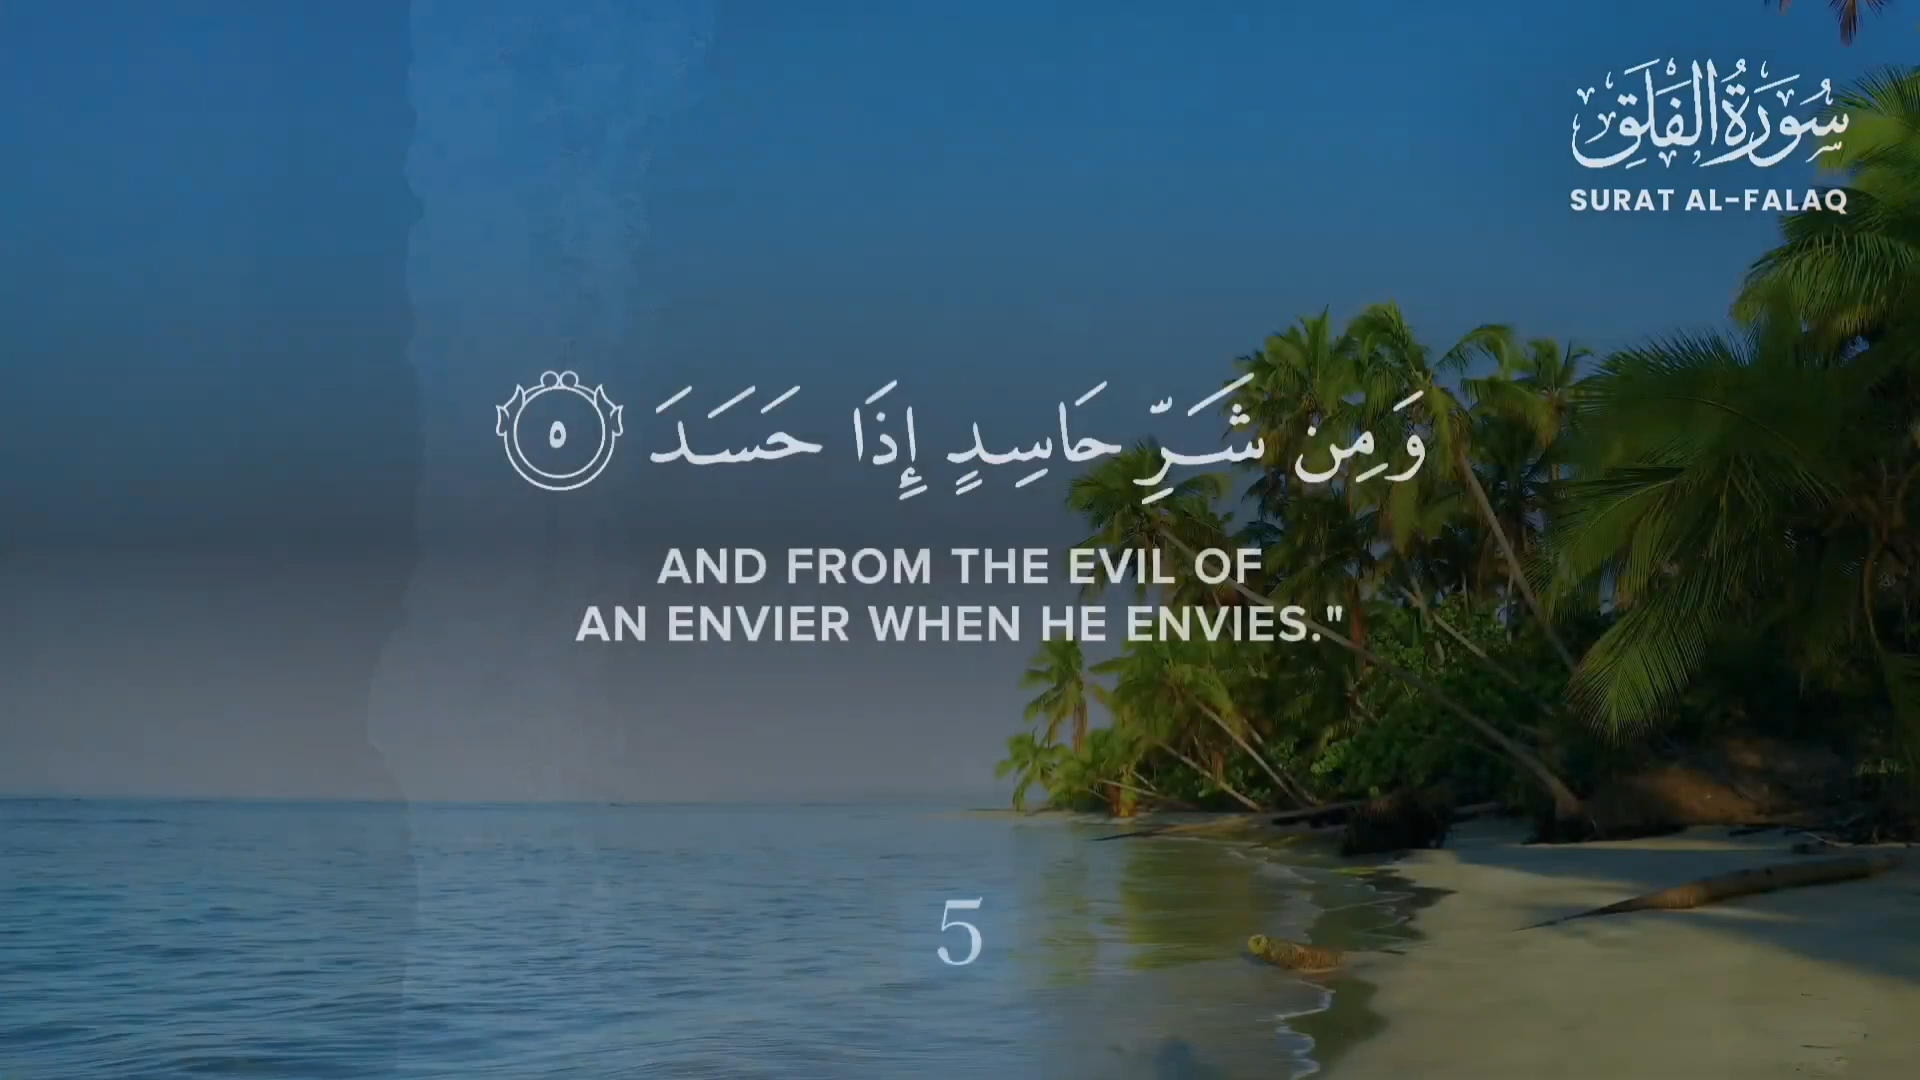 سُورَةُ الفَلَقِ
SURAT AL-FALAQ
وَمِن شَرِّ حَاسِدٍ إِذَا حَسَدَ ٥
AND FROM THE EVIL OF
AN ENVIER WHEN HE ENVIES."
5